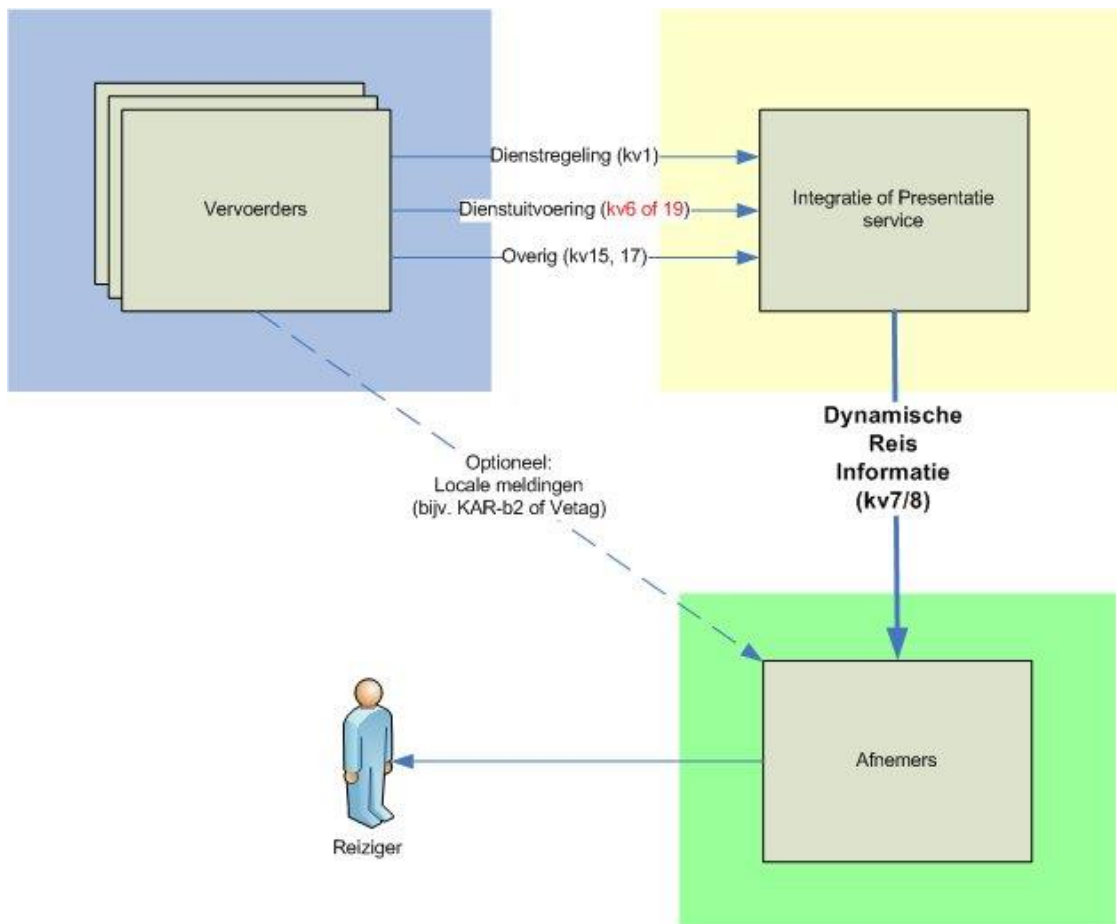 Vervoerders
Dienstregeling (kv1)
Dienstuitvoering (kv6 of 19)
Overig (kv15, 17)
Integratie of Presentatie
service
Dynamische
Reis
Informatie
(kv7/8)
Optioneel:
Locale meldingen
(bijv. KAR-b2 of Vetag)
Reiziger
Afnemers